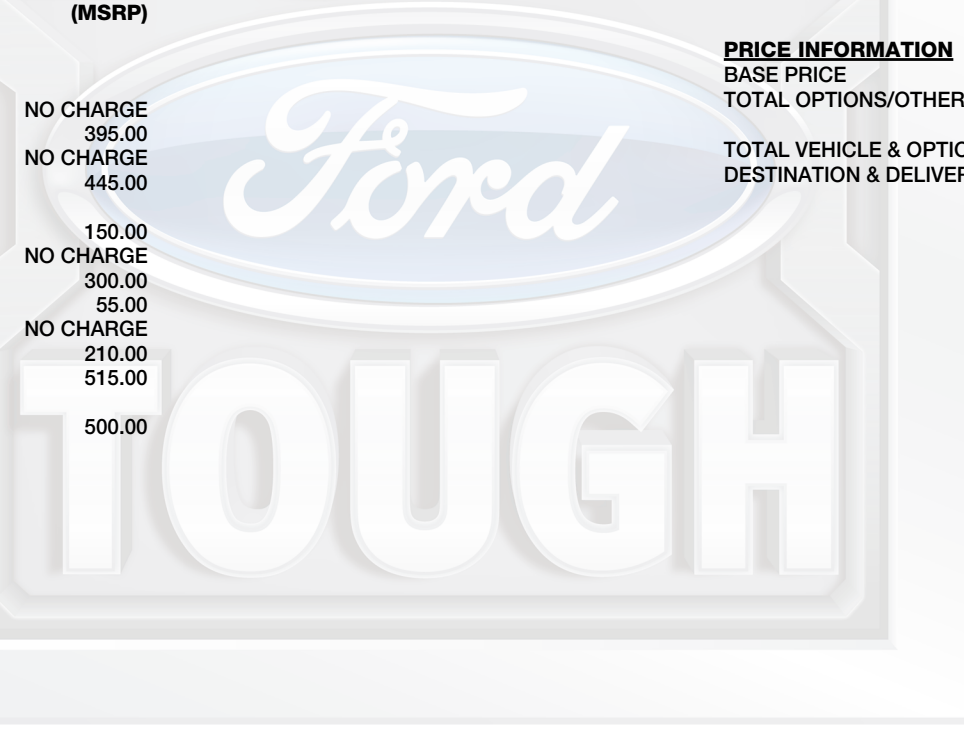 (MSRP)
NO CHARGE
395.00
NO CHARGE
445.00
150.00
NO CHARGE
300.00
55.00
NO CHARGE
210.00
515.00
500.00
PRICE INFORMATION
BASE PRICE
TOTAL OPTIONS/OTHER
TOTAL VEHICLE & OPTIO
DESTINATION & DELIVER
Ford
TOUGH